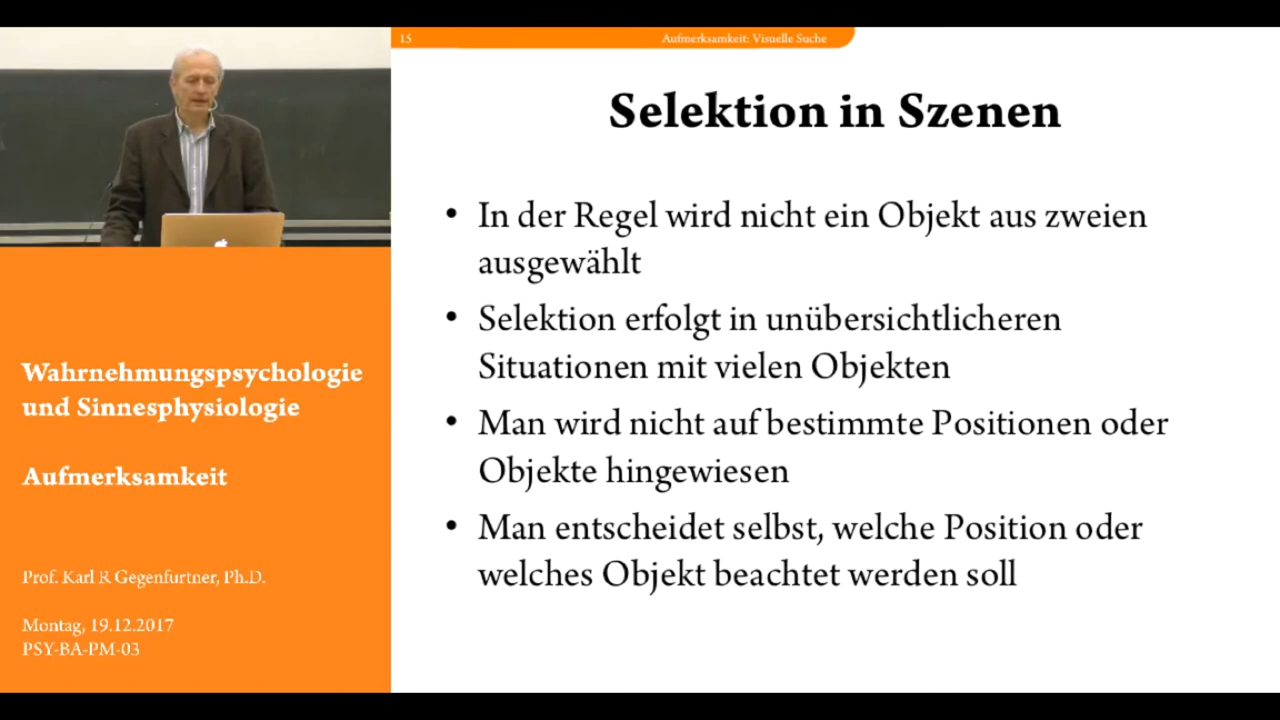 15
Aufmerksamkeit: Visuelle Suche
Selektion in Szenen
• In der Regel wird nicht ein Objekt aus zweien
ausgewählt
• Selektion erfolgt in unübersichtlicheren
Situationen mit vielen Objekten
• Man wird nicht auf bestimmte Positionen oder
Objekte hingewiesen
• Man entscheidet selbst, welche Position oder
welches Objekt beachtet werden soll
Wahrnehmungspsychologie
und Sinnesphysiologie
Aufmerksamkeit
Prof. Karl R Gegenfurtner, Ph.D.
Montag, 19.12.2017
PSY-BA-PM-03